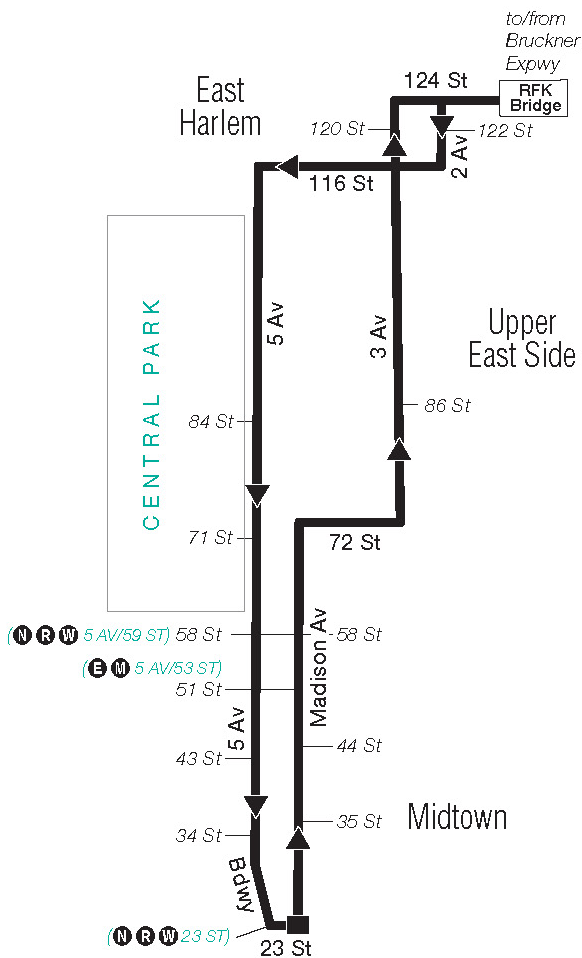 to/from
Bruckner
Expwy
124 St
RFK
Bridge
East
Harlem
120 St
122 St
2 Av
116 St
5 Av
3 Av
CENTRAL PARK
Upper
East Side
86 St
84 St
71 St
72 St
(N R W 5 AV/59 ST) 58 St
58 St
(E M 5 AV/53 ST)
51 St
Madison Av
5 Av
43 St
44 St
34 St
35 St
Midtown
Bdwy
(N R W 23 ST)
23 St